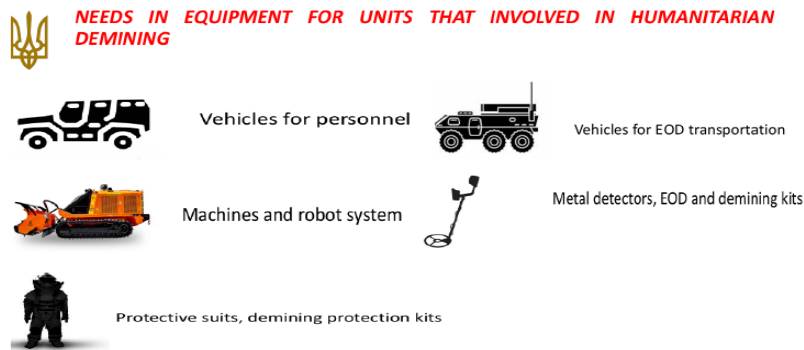 NEEDS IN EQUIPMENT FOR UNITS THAT INVOLVED IN HUMANITARIAN
DEMINING
Vehicles for personnel
Vehicles for EOD transportation
Machines and robot system
Metal detectors, EOD and demining kits
Protective suits, demining protection kits